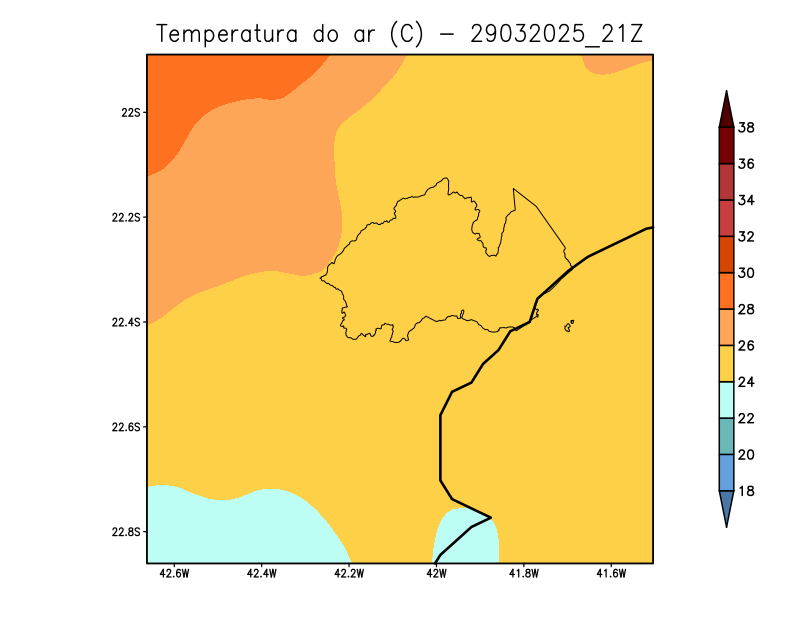 Temperatura do ar (C) - 29032025_21Z
22S
22.2S
22.4S
22.6S
22.8S
42.6W
42.4W
42.2W
42W
41.8W
41.6W
38
36
34
32
30
28
26
24
22
20
18